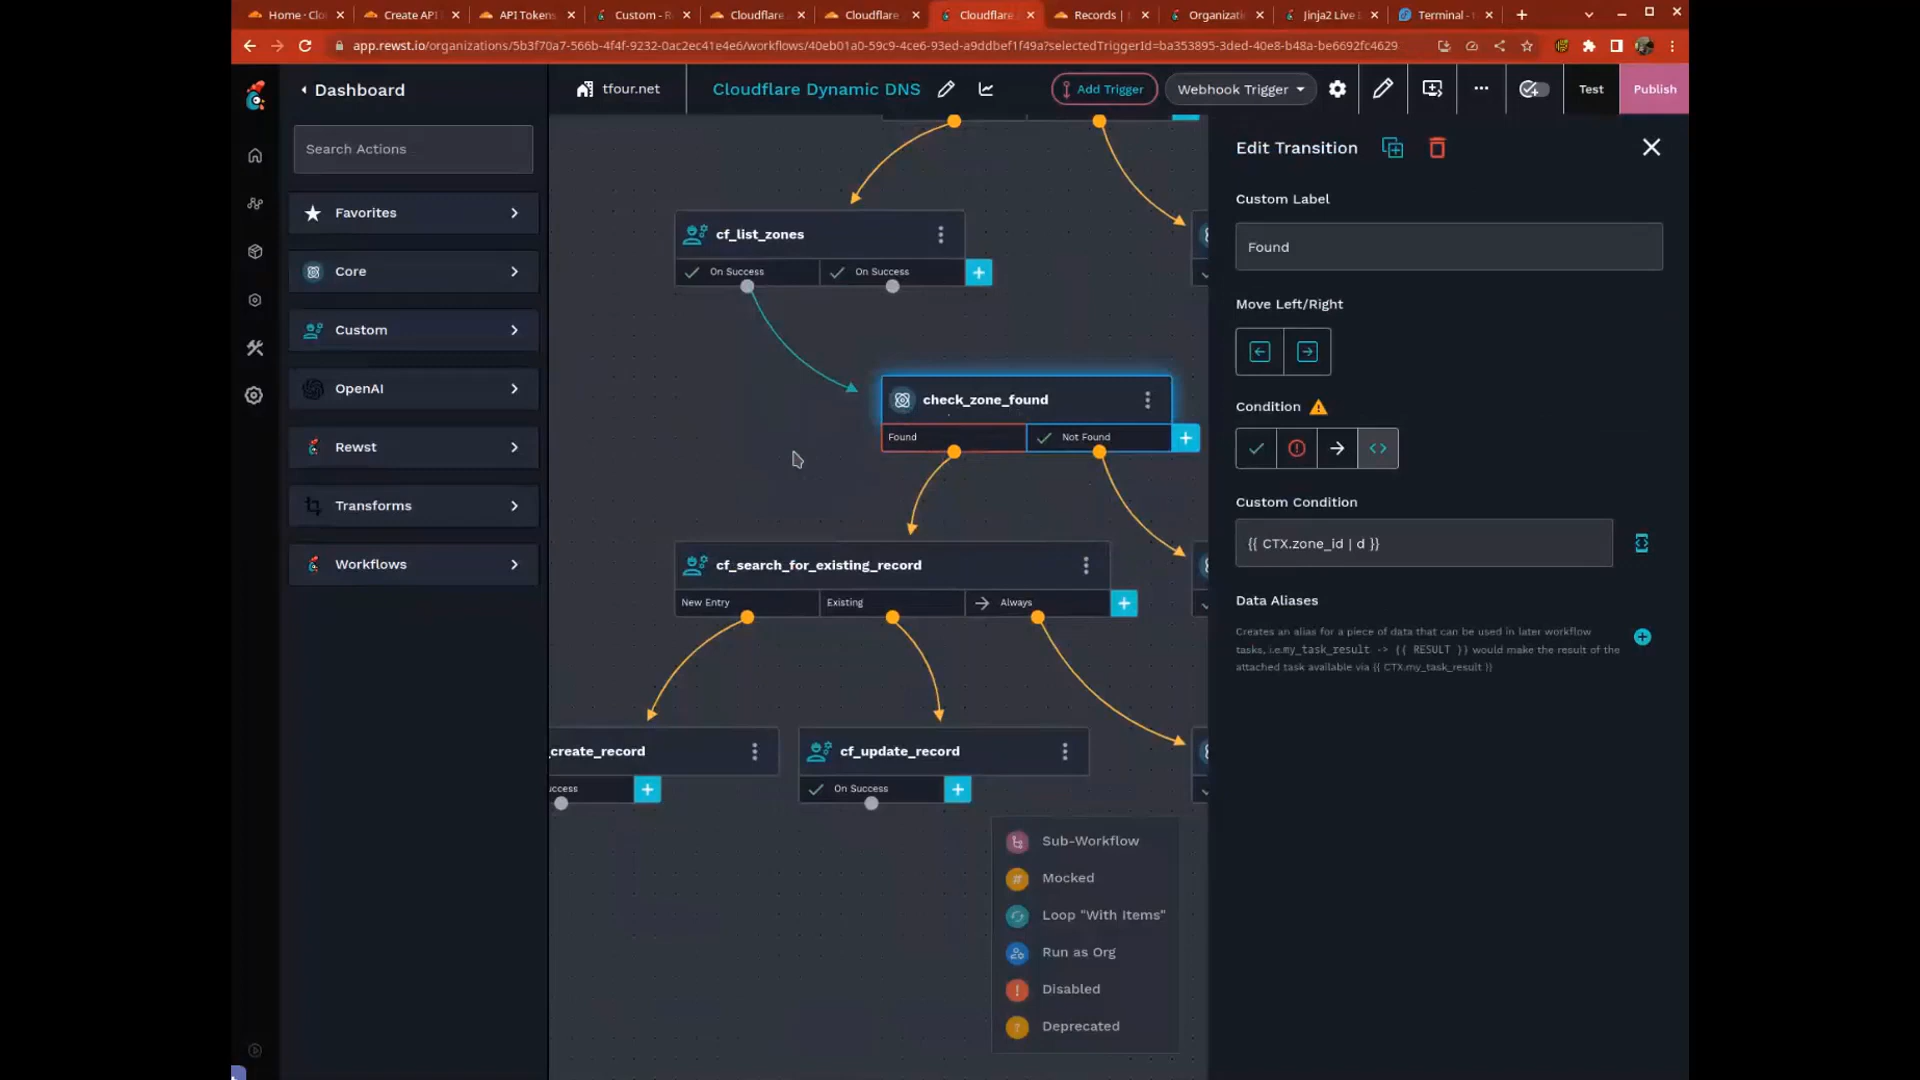 Home · Clo
Create API
API Tokens
Custom - R
Cloudflare
Cloudflare
Cloudflare
Records |
Organizatio
Jinja2 Live
Terminal -
app.rewst.io/organizations/5b3f70a7-566b-4f4f-9232-0ac2ec41e4e6/workflows/40eb01a0-59c9-4ce6-93ed-a9ddbef1f49a?selectedTriggerId=ba353895-3ded-40e8-b48a-be6692fc4629
Dashboard
tfour.net
Cloudflare Dynamic DNS
Add Trigger
Webhook Trigger
Test
Publish
Search Actions
Favorites
Core
Custom
OpenAI
Rewst
Transforms
Workflows
cf_list_zones
On Success
On Success
check_zone_found
Found
Not Found
cf_search_for_existing_record
New Entry
Existing
Always
_create_record
uccess
cf_update_record
On Success
Sub-Workflow
Mocked
Loop "With Items"
Run as Org
Disabled
Deprecated
Edit Transition
Custom Label
Found
Move Left/Right
Condition
Custom Condition
{{ CTX.zone_id | d }}
Data Aliases
Creates an alias for a piece of data that can be used in later workflow
tasks, i.e.my_task_result -> {{ RESULT }} would make the result of the
attached task available via {{ CTX.my_task_result }}